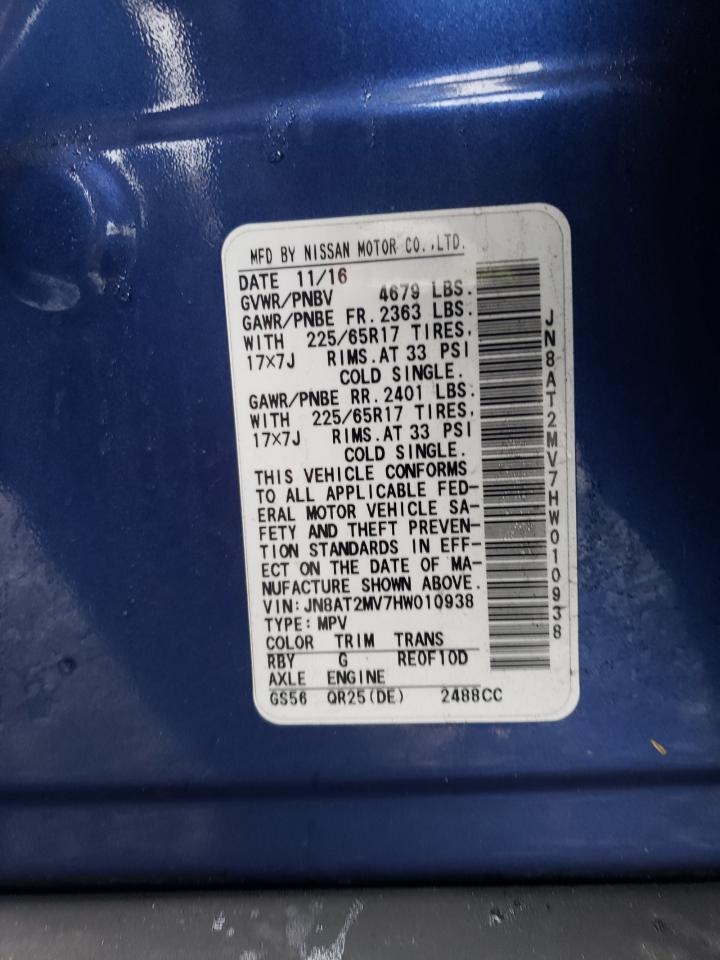 MFD BY NISSAN MOTOR CO.,LTD.
DATE 11/16
GVWR/PNBV 4679 LBS.
GAWR/PNBE FR. 2363 LBS.
WITH 225/65R17 TIRES,
17×7J RIMS. AT 33 PSI
COLD SINGLE.
GAWR/PNBE RR. 2401 LBS.
WITH 225/65R17 TIRES,
17×7J RIMS. AT 33 PSI
COLD SINGLE.
THIS VEHICLE CONFORMS
TO ALL APPLICABLE FED-
ERAL MOTOR VEHICLE SA-
FETY AND THEFT PREVEN-
TION STANDARDS IN EFF-
ECT ON THE DATE OF MA-
NUFACTURE SHOWN ABOVE.
VIN: JN8AT2MV7HW010938
TYPE: MPV
COLOR TRIM TRANS
RBY G RE0F10D
AXLE ENGINE
GS56 QR25(DE) 2488CC
JN8AT2MV7HW010938